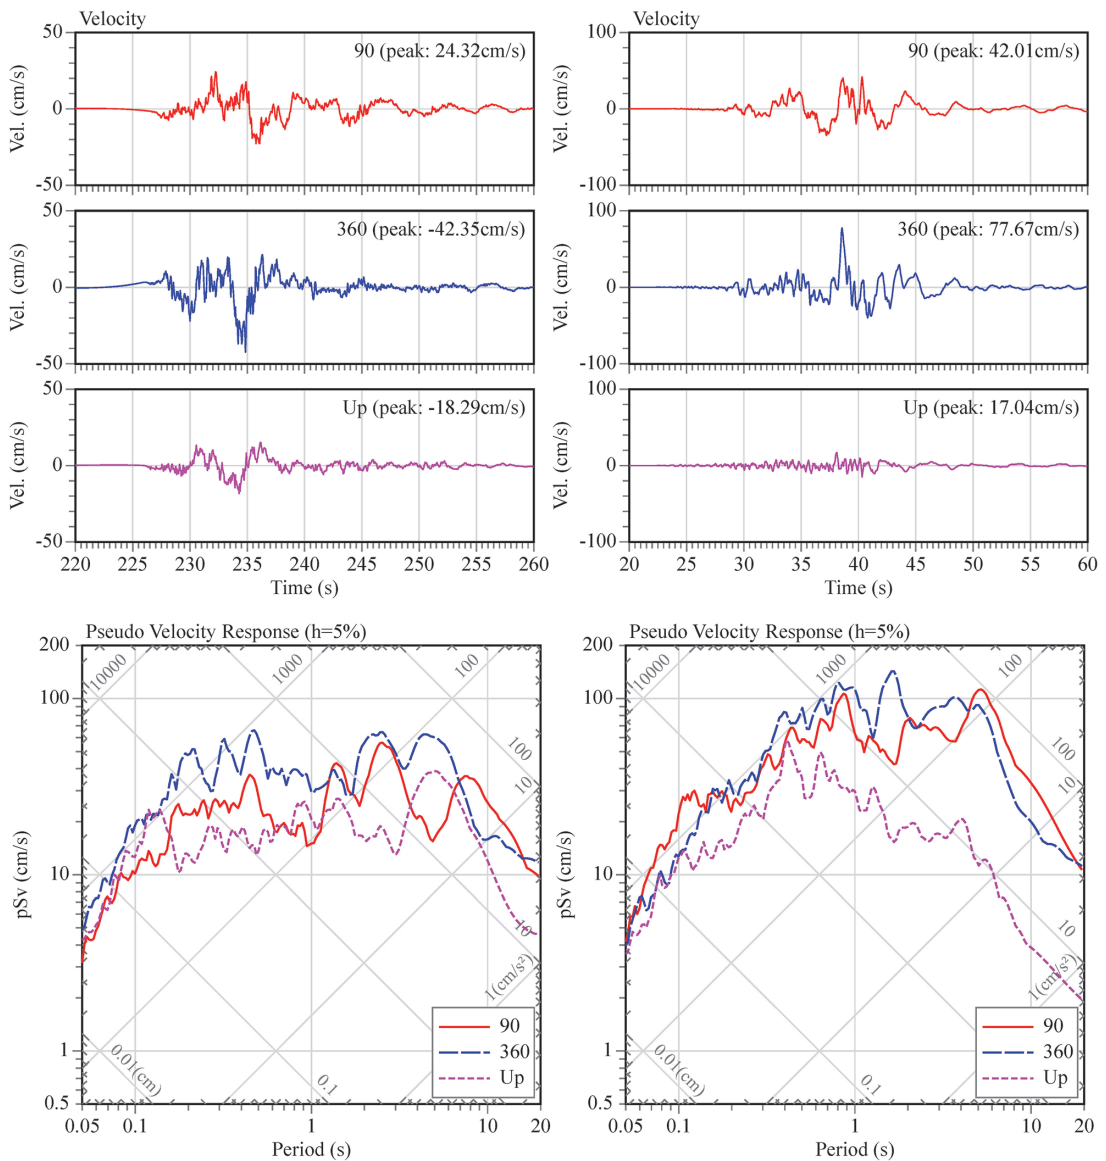 Velocity
50
0
-50
Vel. (cm/s)
90 (peak: 24.32cm/s)
50
0
-50
Vel. (cm/s)
360 (peak: -42.35cm/s)
50
0
-50
Vel. (cm/s)
Up (peak: -18.29cm/s)
220 225 230 235 240 245 250 255 260
Time (s)
Velocity
100
0
-100
Vel. (cm/s)
90 (peak: 42.01cm/s)
100
0
-100
Vel. (cm/s)
360 (peak: 77.67cm/s)
100
0
-100
Vel. (cm/s)
Up (peak: 17.04cm/s)
20 25 30 35 40 45 50 55 60
Time (s)
Pseudo Velocity Response (h=5%)
200
100
10
1
0.5
pSv (cm/s)
10000
1000
100
100
10
10
1(cm/s²)
0.01(cm)
0.1
90
360
Up
0.05 0.1 1 10 20
Period (s)
Pseudo Velocity Response (h=5%)
200
100
10
1
0.5
pSv (cm/s)
10000
1000
100
100
10
10
1(cm/s²)
0.01(cm)
0.1
90
360
Up
0.05 0.1 1 10 20
Period (s)